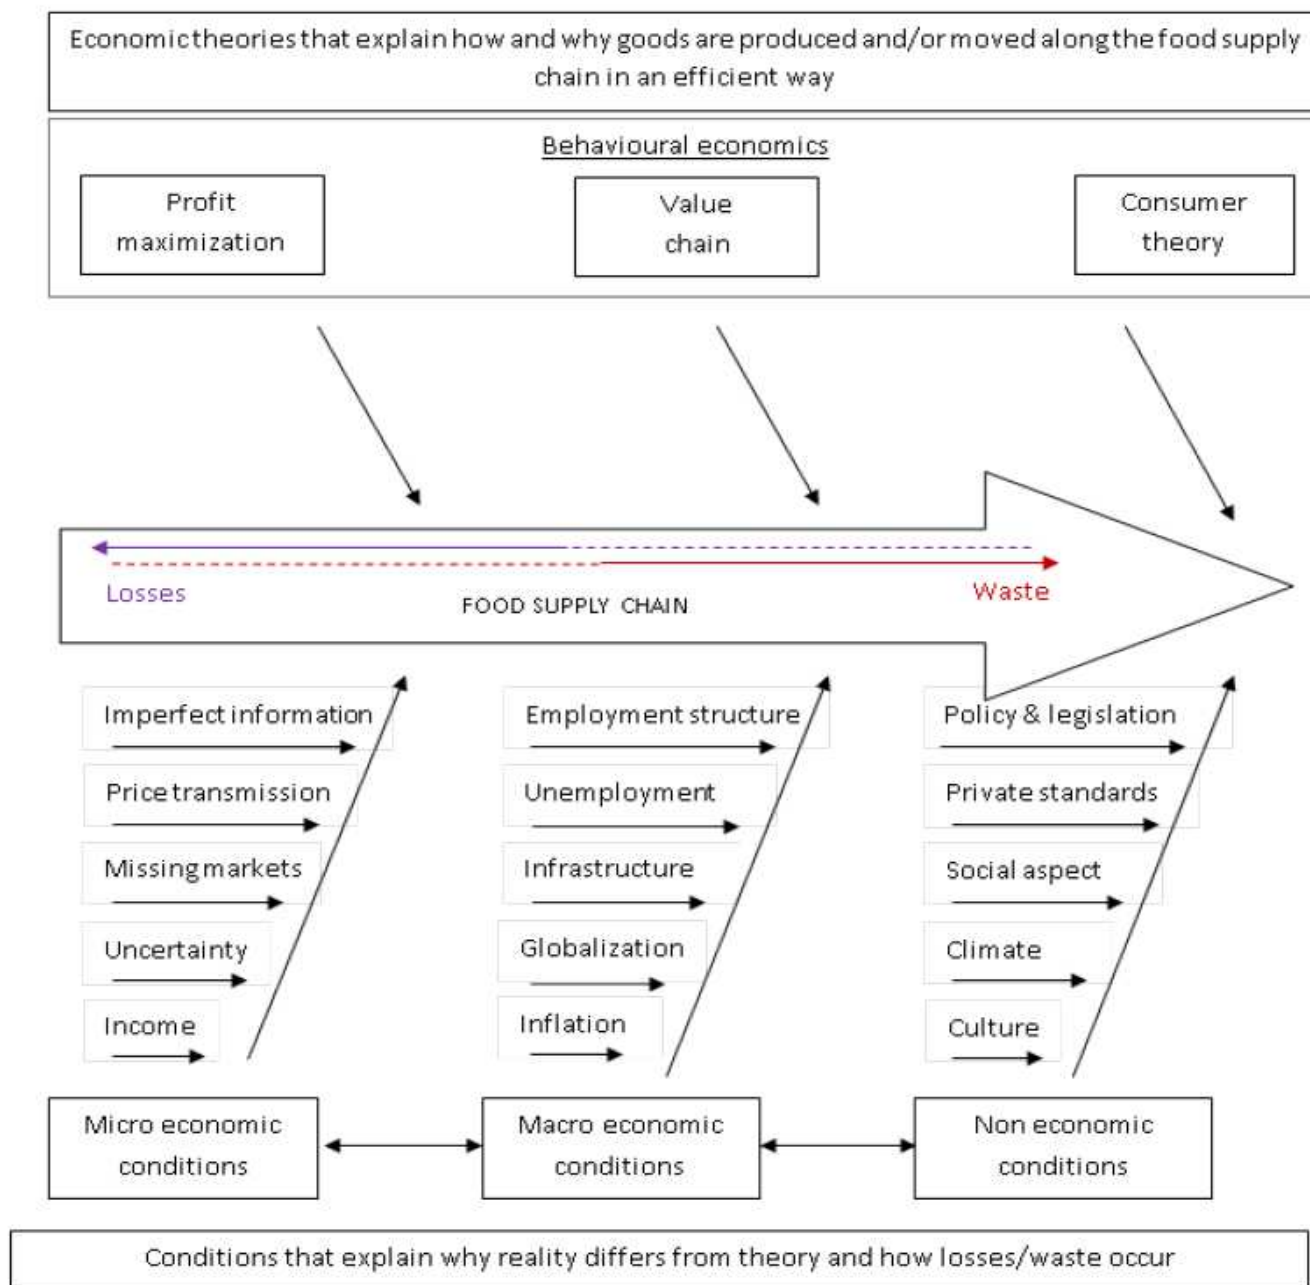 Economic theories that explain how and why goods are produced and/or moved along the food supply
chain in an efficient way
Behavioural economics
Profit
maximization
Value
chain
Consumer
theory
Losses
Waste
FOOD SUPPLY CHAIN
Imperfect information
Price transmission
Missing markets
Uncertainty
Income
Employment structure
Unemployment
Infrastructure
Globalization
Inflation
Policy & legislation
Private standards
Social aspect
Climate
Culture
Micro economic
conditions
Macro economic
conditions
Non economic
conditions
Conditions that explain why reality differs from theory and how losses/waste occur